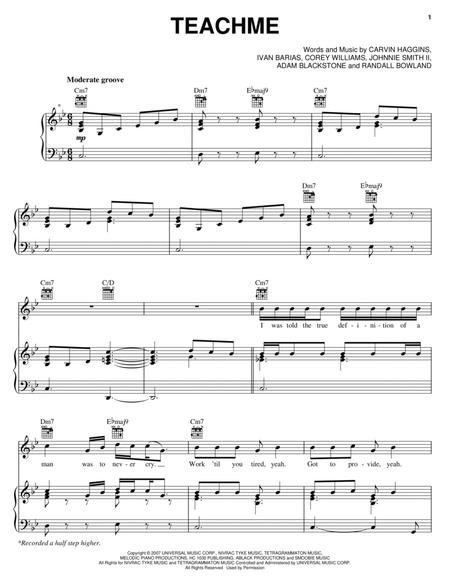 TEACHME
1
Words and Music by CARVIN HAGGINS,
IVAN BARIAS, COREY WILLIAMS, JOHNNIE SMITH II,
ADAM BLACKSTONE and RANDALL BOWLAND
Moderate groove
Cm7 Dm7 E♭maj9
*
mp
Cm7 Dm7 E♭maj9
Cm7 C/D Cm7
I was told the true def - i - ni - tion of a
Dm7 E♭maj9 Cm7
man was to nev - er cry. Work 'til you tired, yeah. Got to pro - vide, yeah.
*Recorded a half step higher.
Copyright © 2007 UNIVERSAL MUSIC CORP., NIVRAC TYKE MUSIC, TETRAGRAMMATON MUSIC,
MELODIC PIANO PRODUCTIONS, HC 1030 PUBLISHING, ABLACK PRODUCTIONS and SMOOBIE MUSIC
All Rights for NIVRAC TYKE MUSIC and TETRAGRAMMATON MUSIC Controlled and Administered by UNIVERSAL MUSIC CORP.
All Rights Reserved Used by Permission